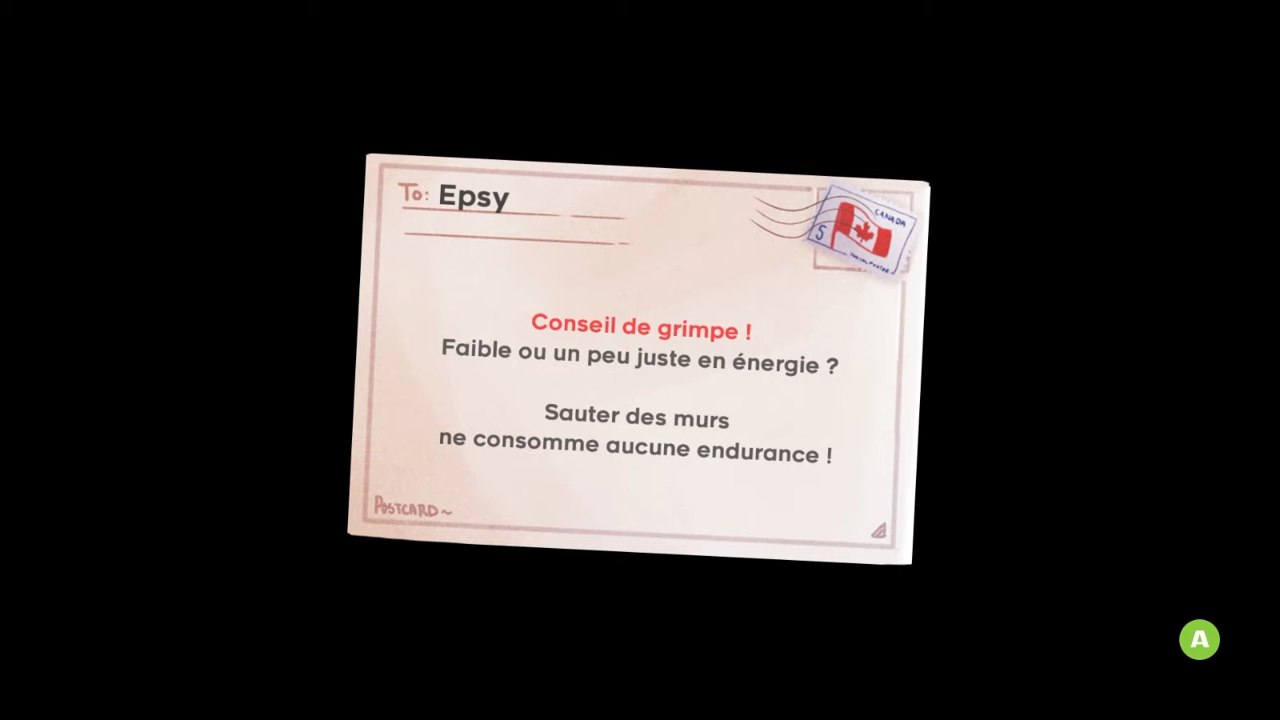 To: Epsy
CANADA
5
Conseil de grimpe !
Faible ou un peu juste en énergie ?
Sauter des murs
ne consomme aucune endurance !
POSTCARD~
A